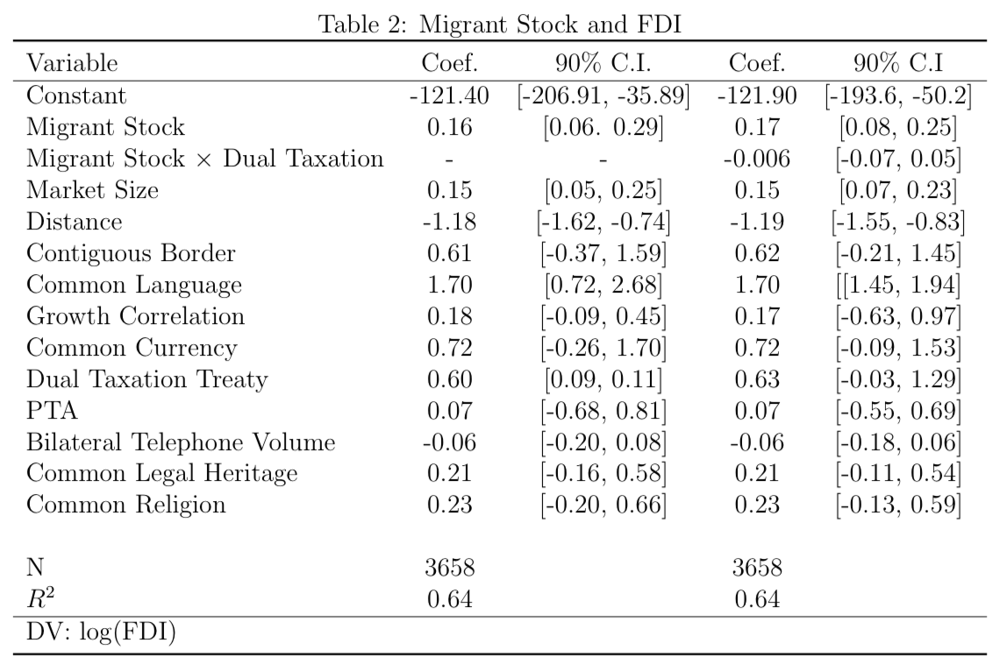 Table 2: Migrant Stock and FDI
Variable Coef. 90% C.I. Coef. 90% C.I
Constant -121.40 [-206.91, -35.89] -121.90 [-193.6, -50.2]
Migrant Stock 0.16 [0.06. 0.29] 0.17 [0.08, 0.25]
Migrant Stock × Dual Taxation - - -0.006 [-0.07, 0.05]
Market Size 0.15 [0.05, 0.25] 0.15 [0.07, 0.23]
Distance -1.18 [-1.62, -0.74] -1.19 [-1.55, -0.83]
Contiguous Border 0.61 [-0.37, 1.59] 0.62 [-0.21, 1.45]
Common Language 1.70 [0.72, 2.68] 1.70 [[1.45, 1.94]
Growth Correlation 0.18 [-0.09, 0.45] 0.17 [-0.63, 0.97]
Common Currency 0.72 [-0.26, 1.70] 0.72 [-0.09, 1.53]
Dual Taxation Treaty 0.60 [0.09, 0.11] 0.63 [-0.03, 1.29]
PTA 0.07 [-0.68, 0.81] 0.07 [-0.55, 0.69]
Bilateral Telephone Volume -0.06 [-0.20, 0.08] -0.06 [-0.18, 0.06]
Common Legal Heritage 0.21 [-0.16, 0.58] 0.21 [-0.11, 0.54]
Common Religion 0.23 [-0.20, 0.66] 0.23 [-0.13, 0.59]
N 3658 3658
R² 0.64 0.64
DV: log(FDI)